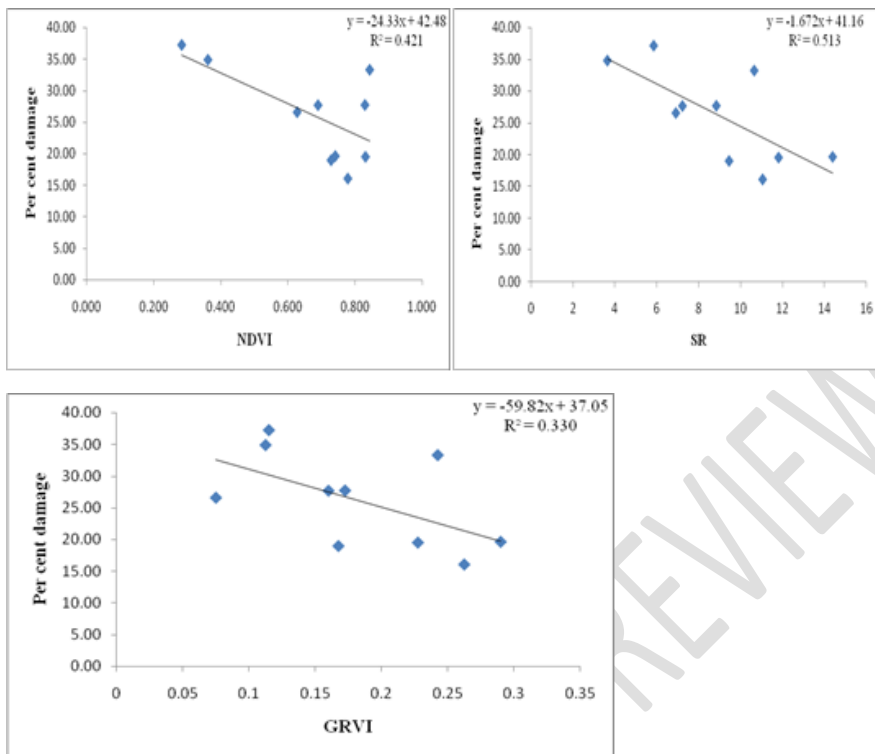 y = -24.33x + 42.48
R² = 0.421
40.00
35.00
30.00
25.00
20.00
15.00
10.00
5.00
0.00
Per cent damage
0.000 0.200 0.400 0.600 0.800 1.000
NDVI
y = -1.672x + 41.16
R² = 0.513
40.00
35.00
30.00
25.00
20.00
15.00
10.00
5.00
0.00
Per cent damage
0 2 4 6 8 10 12 14 16
SR
y = -59.82x + 37.05
R² = 0.330
40.00
35.00
30.00
25.00
20.00
15.00
10.00
5.00
0.00
Per cent damage
0 0.05 0.1 0.15 0.2 0.25 0.3 0.35
GRVI
REVIEW